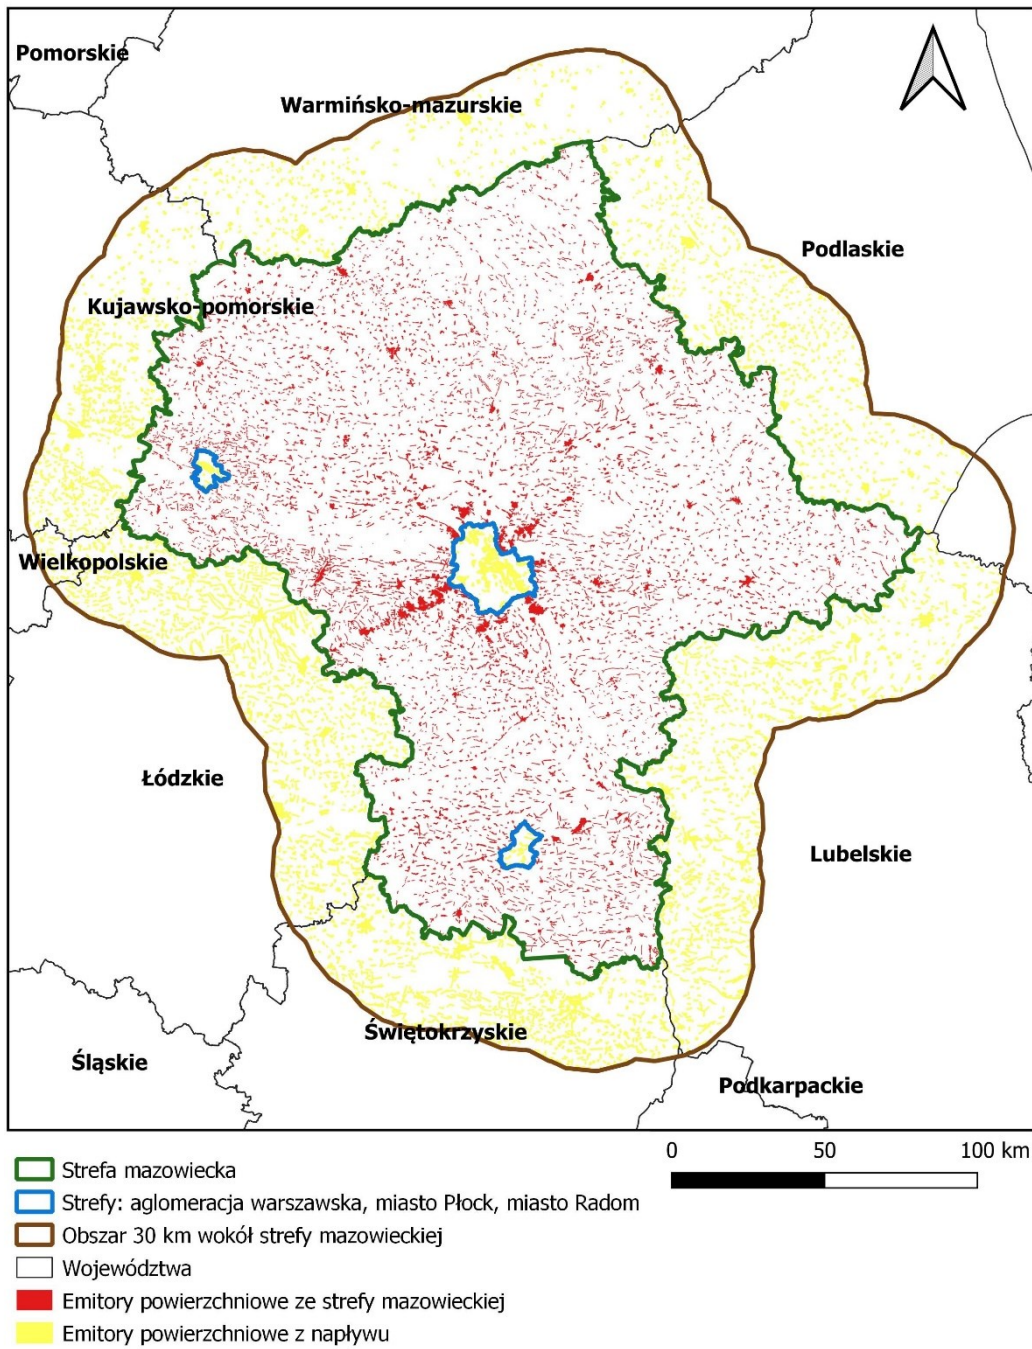 Pomorskie
Warmińsko-mazurskie
Podlaskie
Kujawsko-pomorskie
Wielkopolskie
Łódzkie
Lubelskie
Świętokrzyskie
Śląskie
Podkarpackie
0 50 100 km
Strefa mazowiecka
Strefy: aglomeracja warszawska, miasto Płock, miasto Radom
Obszar 30 km wokół strefy mazowieckiej
Województwa
Emitory powierzchniowe ze strefy mazowieckiej
Emitory powierzchniowe z napływu